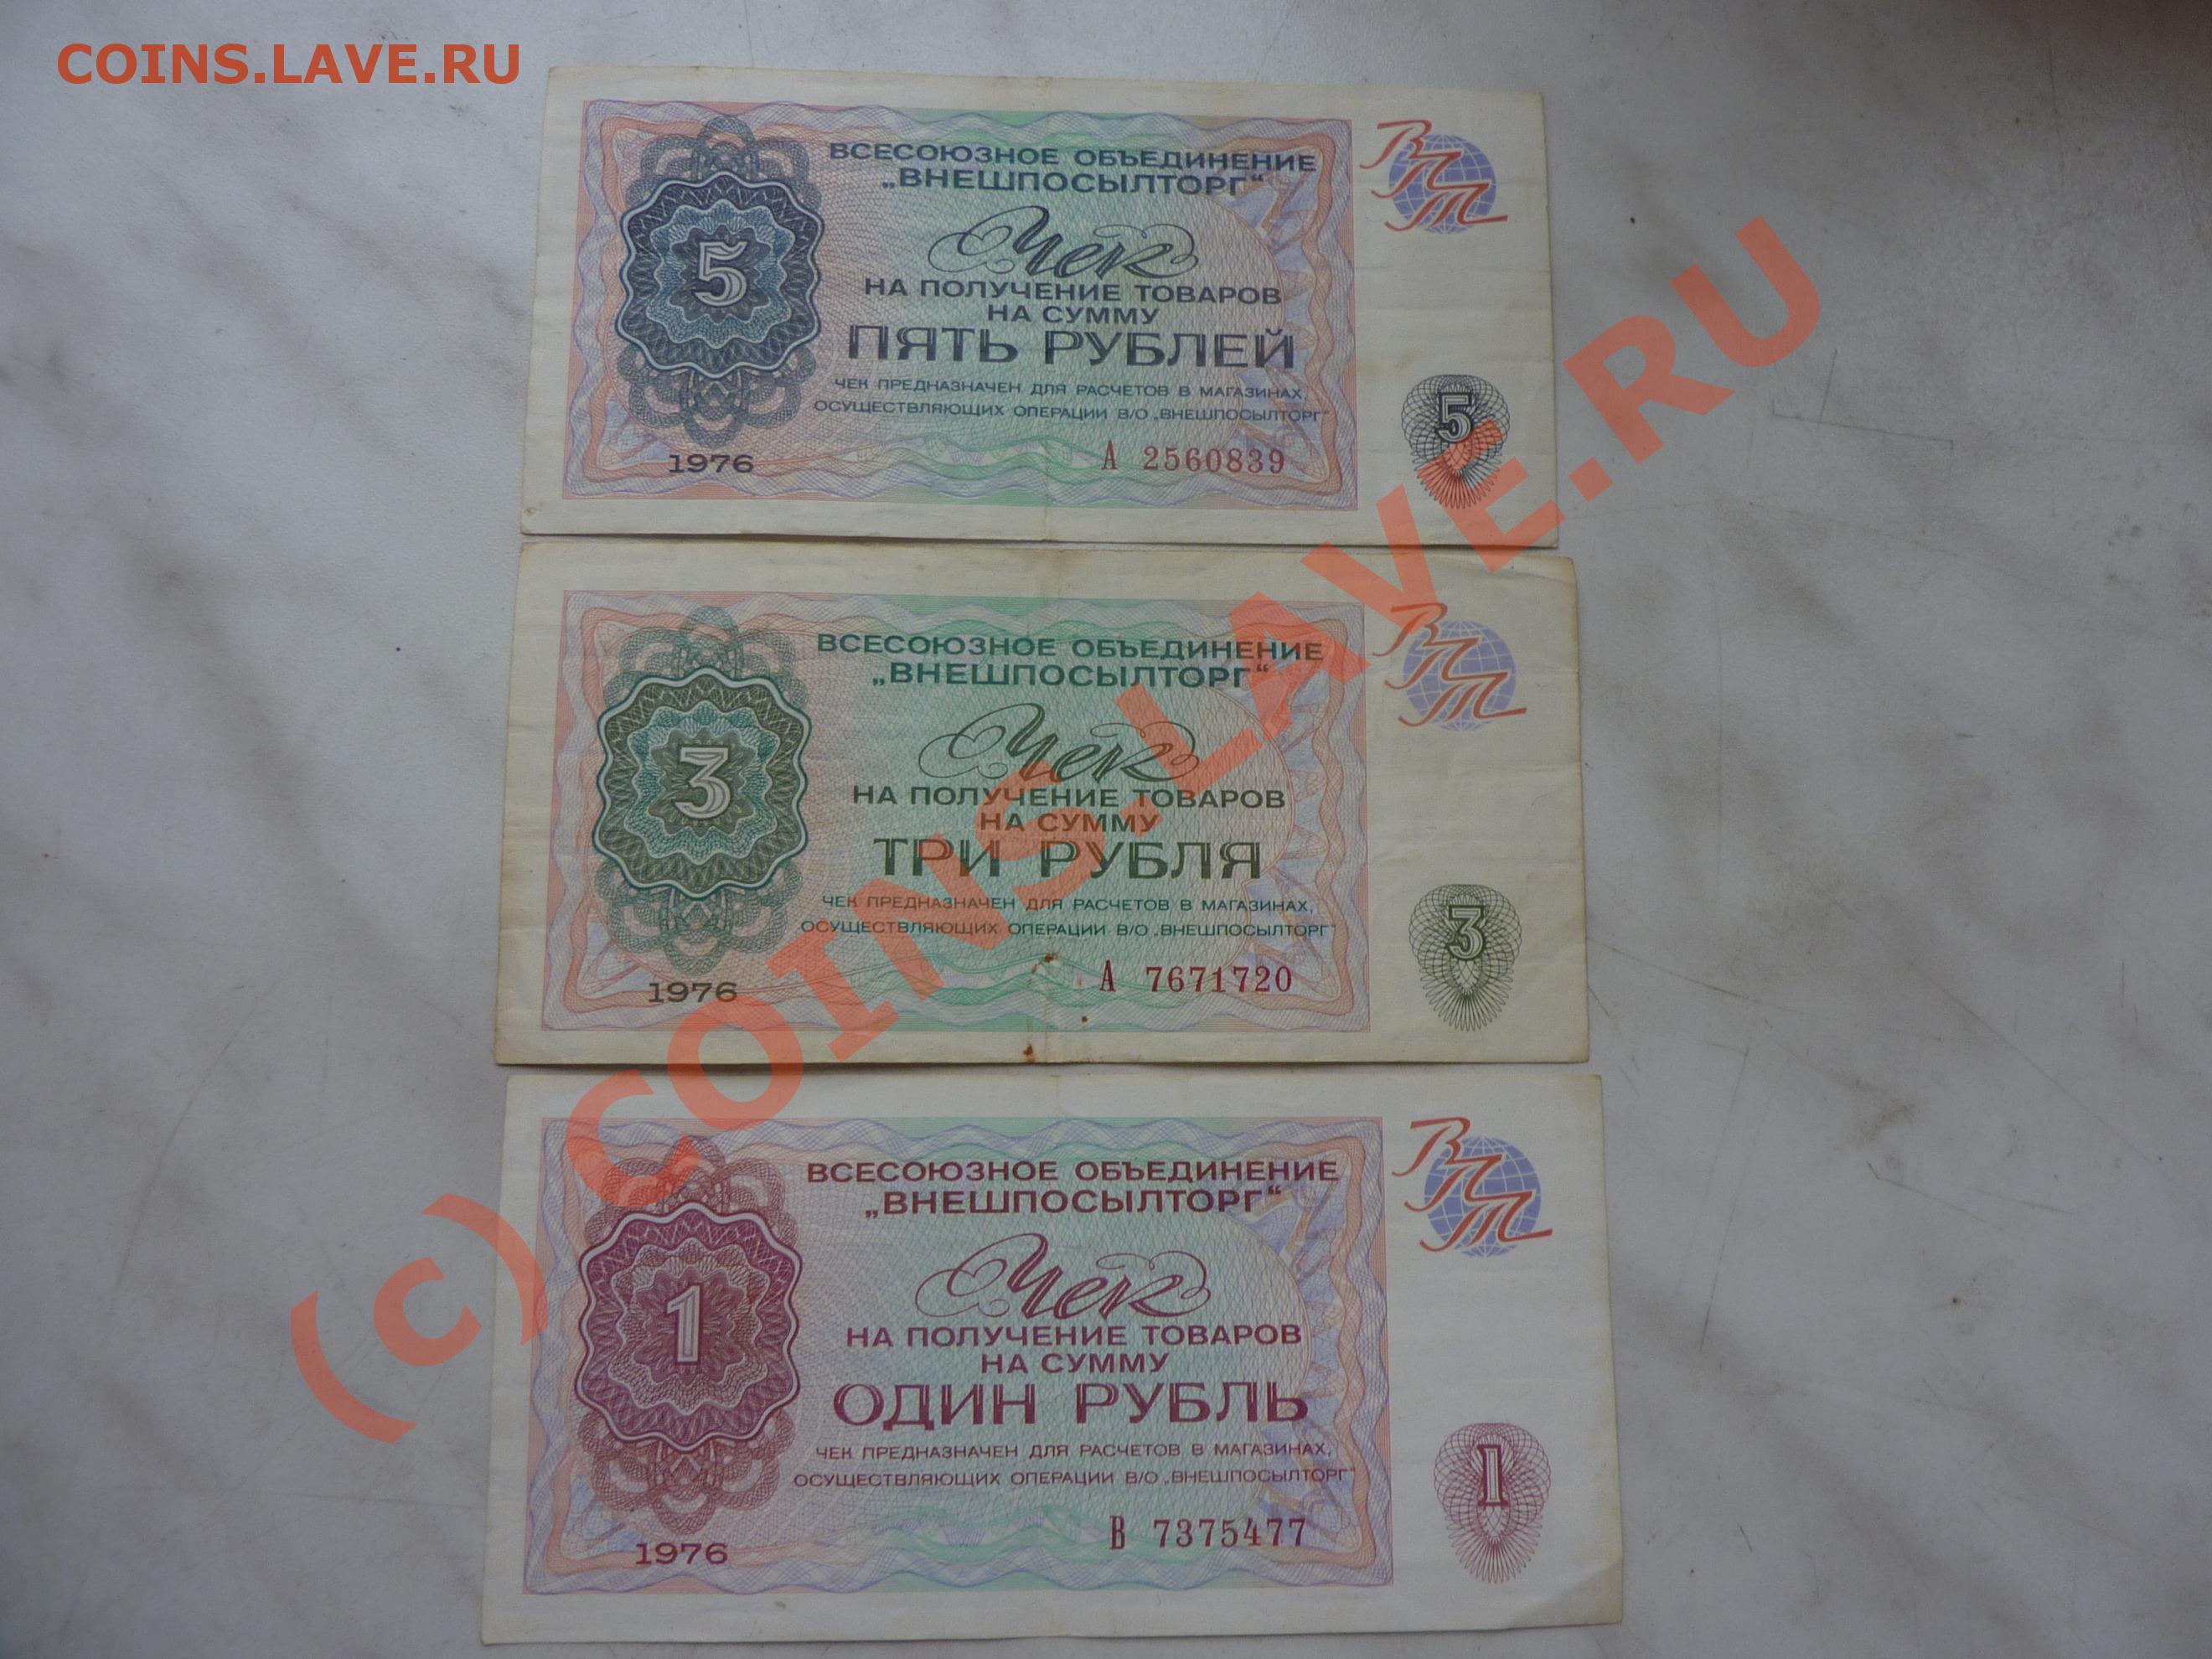 COINS.LAVE.RU
ВСЕСОЮЗНОЕ ОБЪЕДИНЕНИЕ
„ВНЕШПОСЫЛТОРГ“
ВПТ
5
Чек
НА ПОЛУЧЕНИЕ ТОВАРОВ
НА СУММУ
ПЯТЬ РУБЛЕЙ
ЧЕК ПРЕДНАЗНАЧЕН ДЛЯ РАСЧЕТОВ В МАГАЗИНАХ,
ОСУЩЕСТВЛЯЮЩИХ ОПЕРАЦИИ В/О „ВНЕШПОСЫЛТОРГ“
5
1976
А 2560839
ВСЕСОЮЗНОЕ ОБЪЕДИНЕНИЕ
„ВНЕШПОСЫЛТОРГ“
ВПТ
3
Чек
НА ПОЛУЧЕНИЕ ТОВАРОВ
НА СУММУ
ТРИ РУБЛЯ
ЧЕК ПРЕДНАЗНАЧЕН ДЛЯ РАСЧЕТОВ В МАГАЗИНАХ,
ОСУЩЕСТВЛЯЮЩИХ ОПЕРАЦИИ В/О „ВНЕШПОСЫЛТОРГ“
3
1976
А 7671720
ВСЕСОЮЗНОЕ ОБЪЕДИНЕНИЕ
„ВНЕШПОСЫЛТОРГ“
ВПТ
1
Чек
НА ПОЛУЧЕНИЕ ТОВАРОВ
НА СУММУ
ОДИН РУБЛЬ
ЧЕК ПРЕДНАЗНАЧЕН ДЛЯ РАСЧЕТОВ В МАГАЗИНАХ,
ОСУЩЕСТВЛЯЮЩИХ ОПЕРАЦИИ В/О „ВНЕШПОСЫЛТОРГ“
1
1976
В 7375477
(c) COINS.LAVE.RU